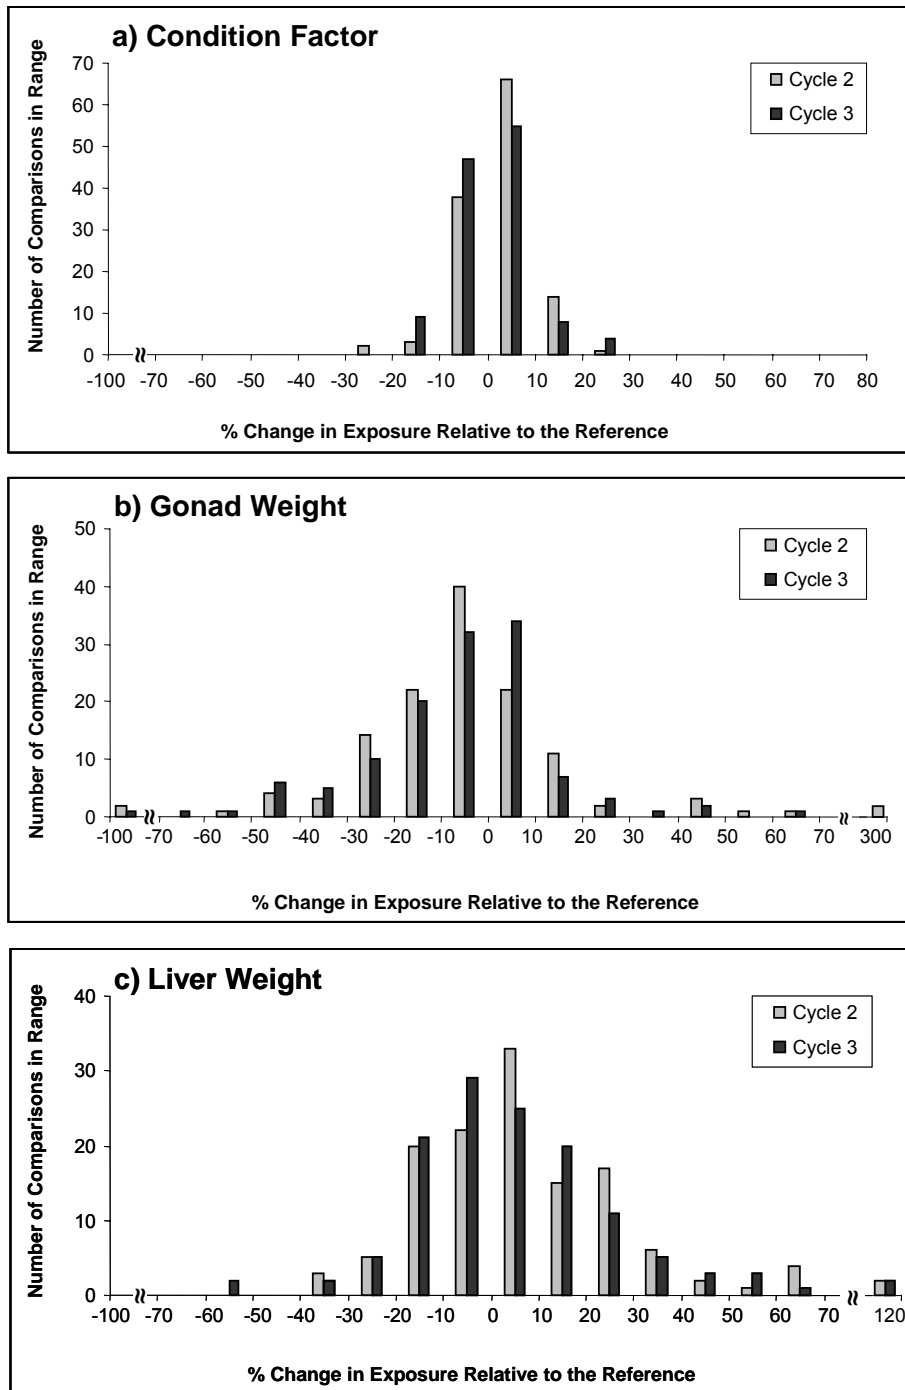 a) Condition Factor
70
60
50
40
30
20
10
0
Number of Comparisons in Range
Cycle 2
Cycle 3
-100 -70 -60 -50 -40 -30 -20 -10 0 10 20 30 40 50 60 70 80
% Change in Exposure Relative to the Reference
b) Gonad Weight
50
40
30
20
10
0
Number of Comparisons in Range
Cycle 2
Cycle 3
-100 -70 -60 -50 -40 -30 -20 -10 0 10 20 30 40 50 60 70 300
% Change in Exposure Relative to the Reference
c) Liver Weight
40
30
20
10
0
Number of Comparisons in Range
Cycle 2
Cycle 3
-100 -70 -60 -50 -40 -30 -20 -10 0 10 20 30 40 50 60 70 120
% Change in Exposure Relative to the Reference